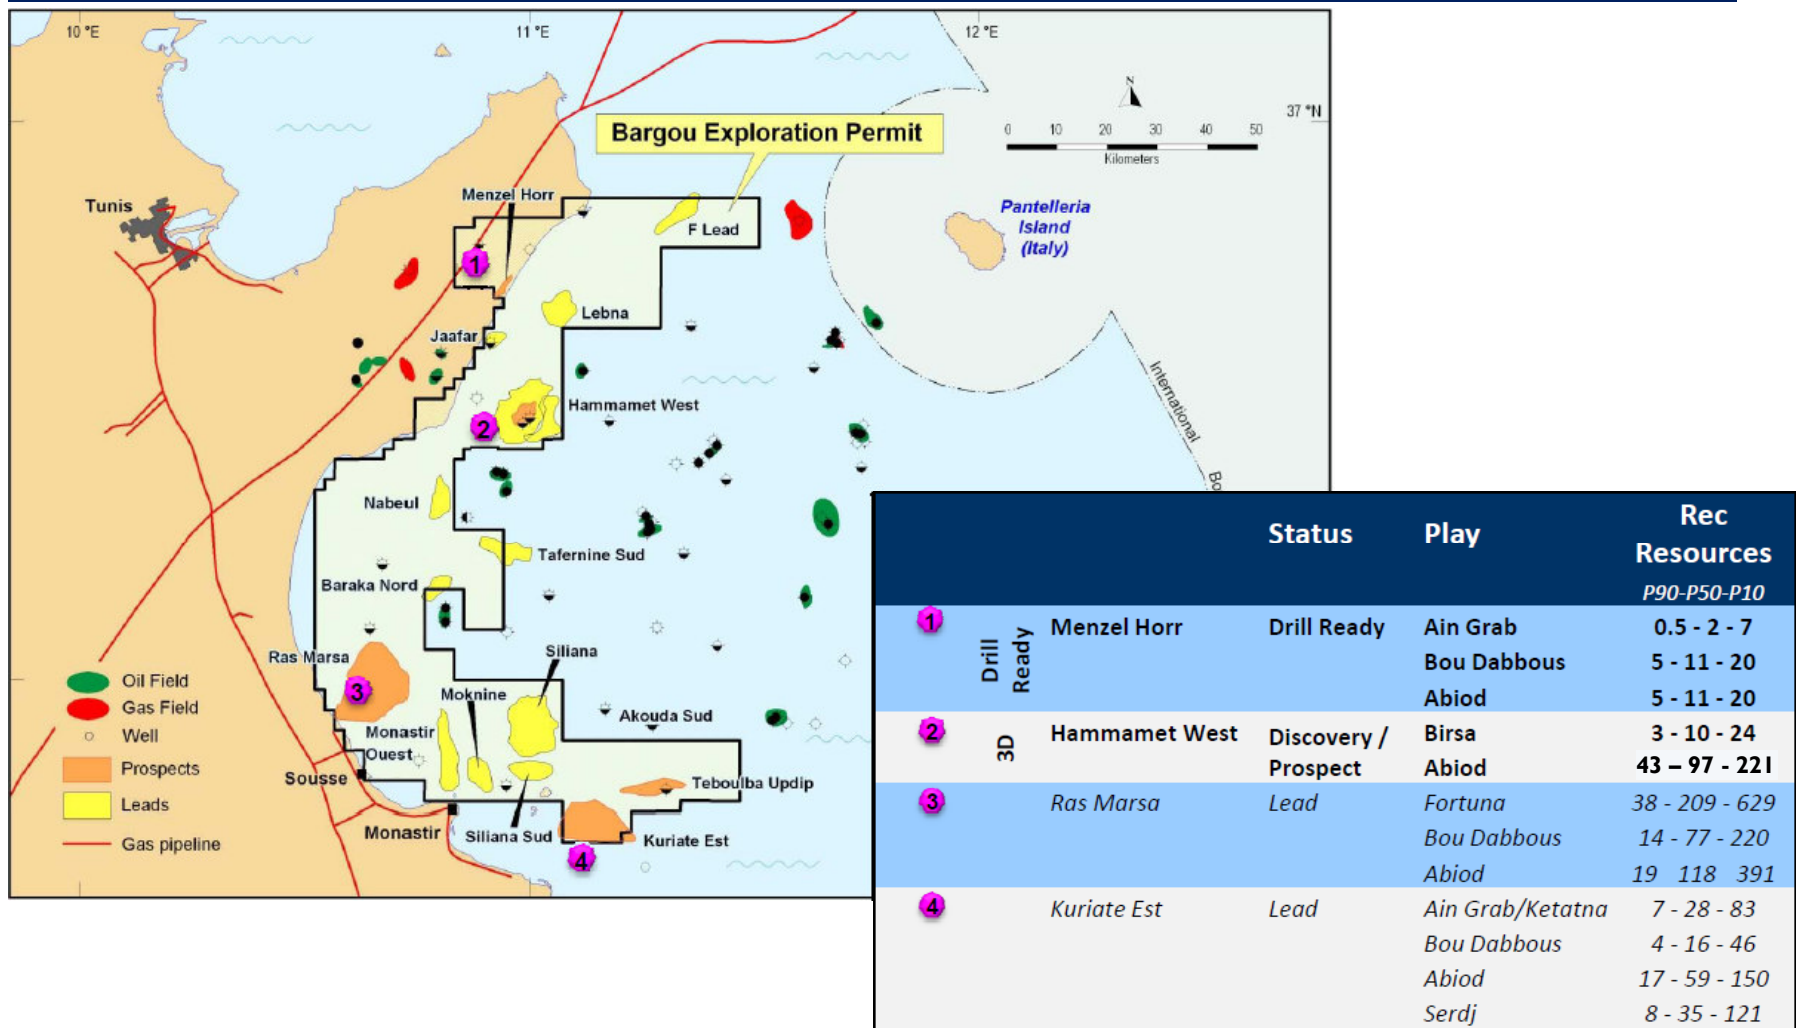 10 °E
11 °E
12 °E
37 °N
N
0 10 20 30 40 50
Kilometers
Bargou Exploration Permit
Tunis
Menzel Horr
F Lead
Pantelleria
Island
(Italy)
1
Lebna
Jaafar
International
Hammamet West
2
Bo
Nabeul
Tafernine Sud
Baraka Nord
Ras Marsa
Siliana
3
Moknine
Akouda Sud
Monastir
Ouest
Sousse
Teboulba Updip
Monastir
Siliana Sud
Kuriate Est
4
Oil Field
Gas Field
Well
Prospects
Leads
Gas pipeline
Status Play Rec
Resources
P90-P50-P10
1 Drill
Ready Menzel Horr Drill Ready Ain Grab 0.5 - 2 - 7
Bou Dabbous 5 - 11 - 20
Abiod 5 - 11 - 20
2 3D Hammamet West Discovery /
Prospect Birsa 3 - 10 - 24
Abiod 43 – 97 - 221
3 Ras Marsa Lead Fortuna 38 - 209 - 629
Bou Dabbous 14 - 77 - 220
Abiod 19 118 391
4 Kuriate Est Lead Ain Grab/Ketatna 7 - 28 - 83
Bou Dabbous 4 - 16 - 46
Abiod 17 - 59 - 150
Serdj 8 - 35 - 121